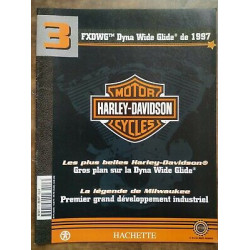 3
FXDWG™ Dyna Wide Glide® de 1997
MOTOR
HARLEY-DAVIDSON
CYCLES
Les plus belles Harley-Davidson®
Gros plan sur la Dyna Wide Glide®
La légende de Milwaukee
Premier grand développement industriel
HACHETTE